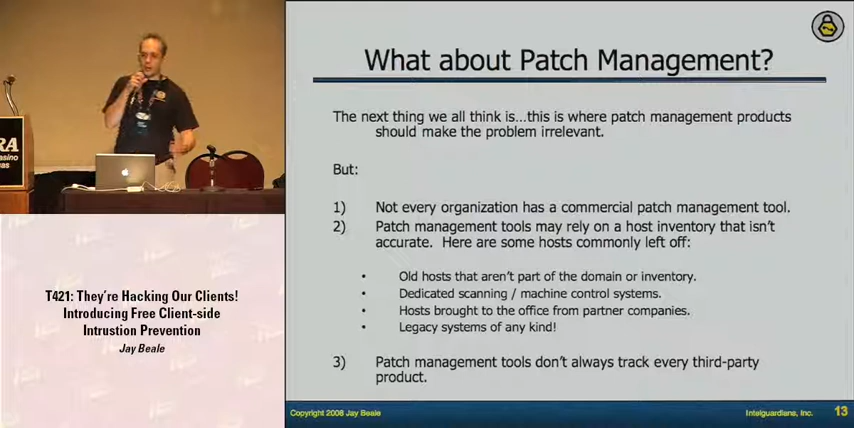 What about Patch Management?
The next thing we all think is...this is where patch management products
should make the problem irrelevant.
But:
1) Not every organization has a commercial patch management tool.
2) Patch management tools may rely on a host inventory that isn't
accurate. Here are some hosts commonly left off:
• Old hosts that aren't part of the domain or inventory.
• Dedicated scanning / machine control systems.
• Hosts brought to the office from partner companies.
• Legacy systems of any kind!
3) Patch management tools don't always track every third-party
product.
Copyright 2008 Jay Beale
Intelguardians, Inc. 13
T421: They're Hacking Our Clients!
Introducing Free Client-side
Intrustion Prevention
Jay Beale